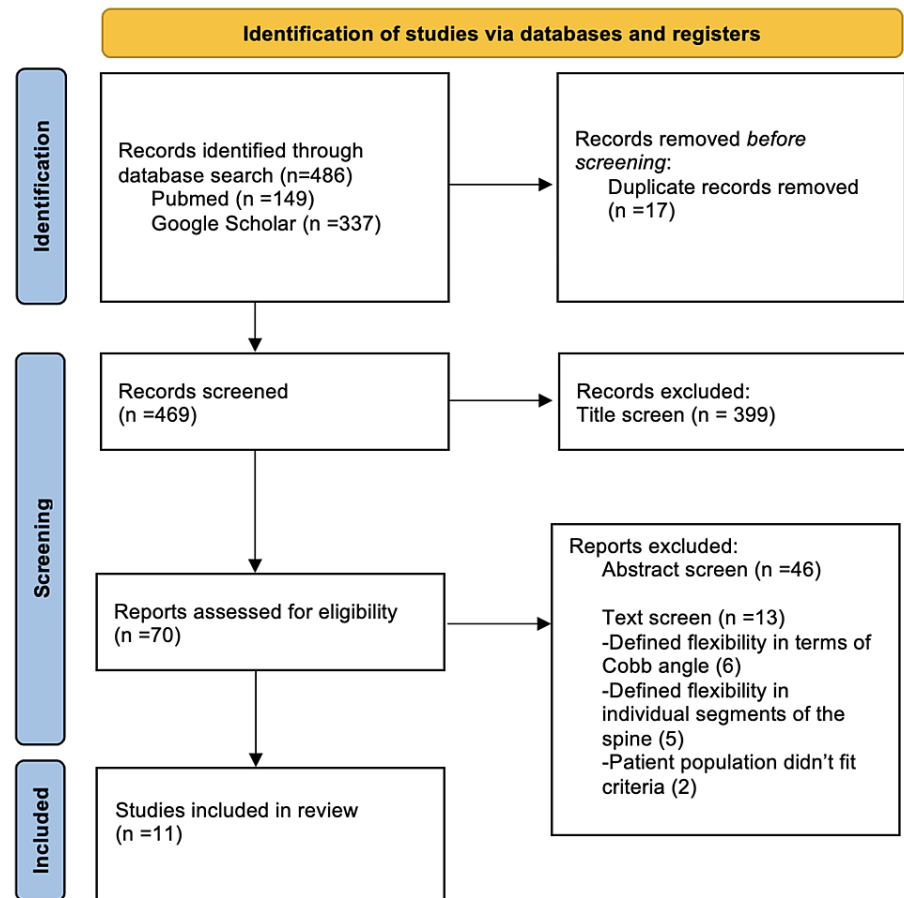 Identification of studies via databases and registers
Identification
Records identified through
database search (n=486)
Pubmed (n =149)
Google Scholar (n =337)
Records removed before
screening:
Duplicate records removed
(n =17)
Screening
Records screened
(n =469)
Records excluded:
Title screen (n = 399)
Reports assessed for eligibility
(n =70)
Reports excluded:
Abstract screen (n =46)
Text screen (n =13)
-Defined flexibility in terms of
Cobb angle (6)
-Defined flexibility in
individual segments of the
spine (5)
-Patient population didn’t fit
criteria (2)
Included
Studies included in review
(n =11)